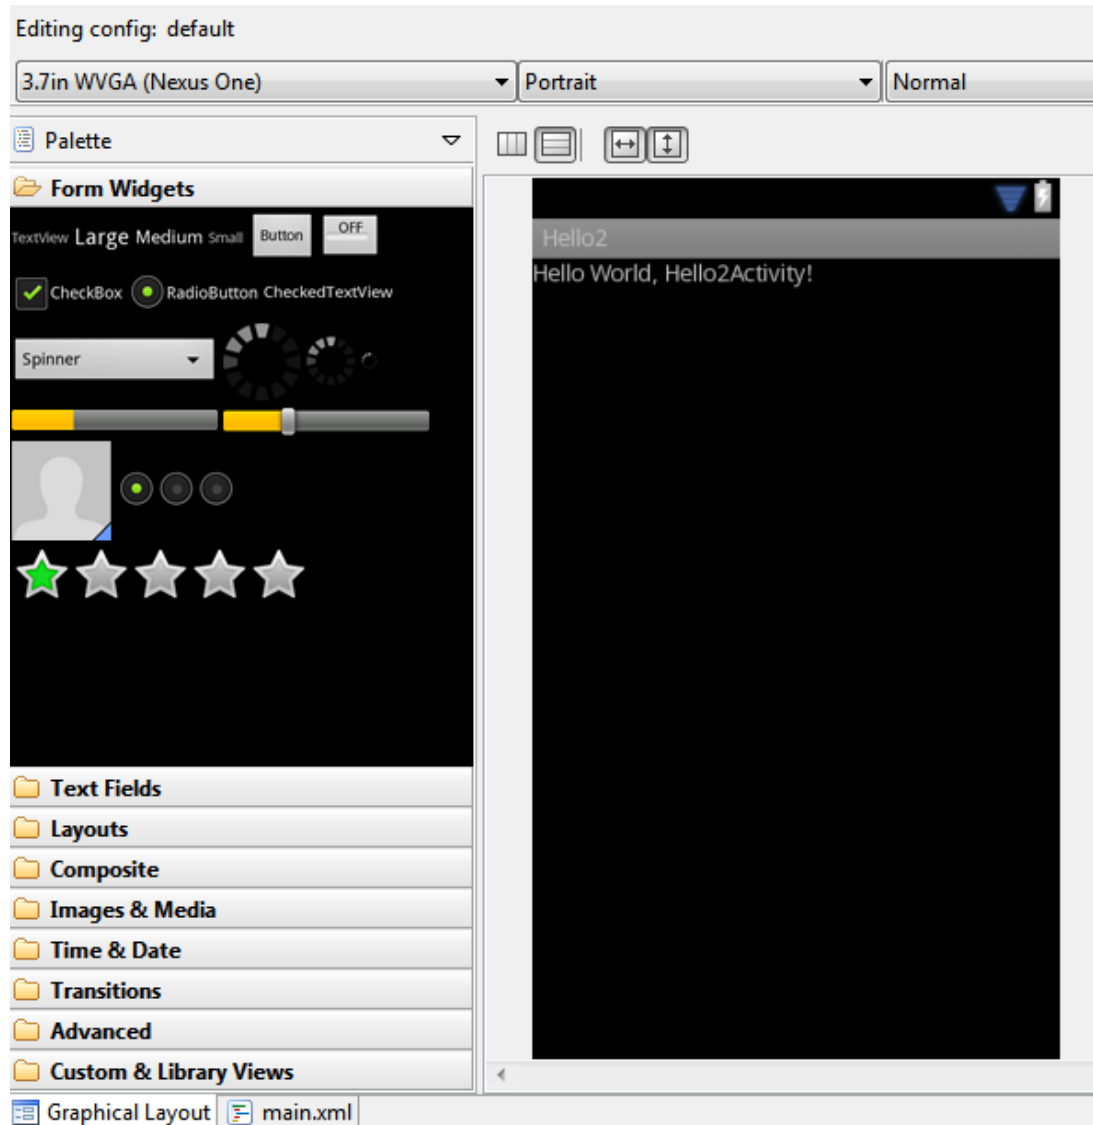 Editing config: default
3.7in WVGA (Nexus One) Portrait Normal
Palette
Form Widgets
TextView Large Medium Small Button OFF
CheckBox RadioButton CheckedTextView
Spinner
Text Fields
Layouts
Composite
Images & Media
Time & Date
Transitions
Advanced
Custom & Library Views
Hello2
Hello World, Hello2Activity!
Graphical Layout main.xml